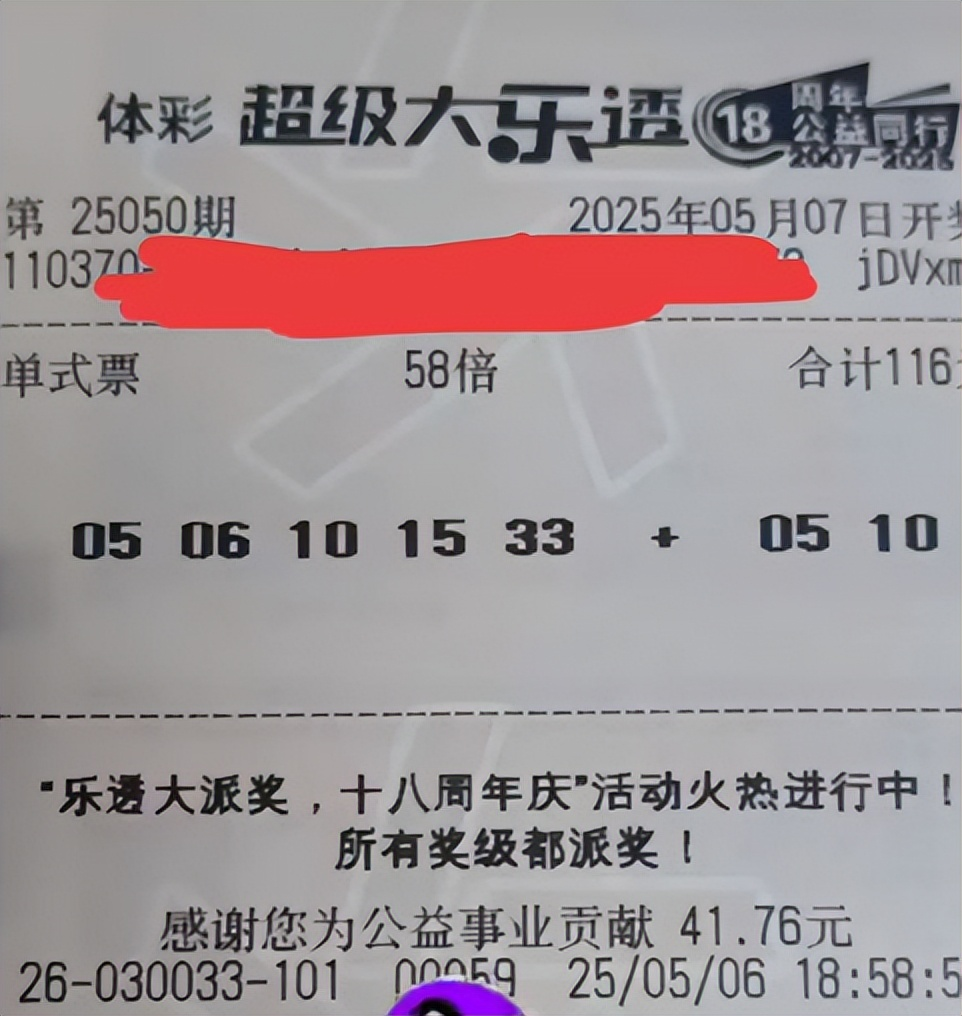 体彩 超级大乐透 18 周年 公益同行 2007-2025
第 25050期 2025年05月07日开奖
110370- jDVxm
单式票 58倍 合计116元
05 06 10 15 33 + 05 10
"乐透大派奖，十八周年庆"活动火热进行中！
所有奖级都派奖！
感谢您为公益事业贡献 41.76元
26-030033-101 00059 25/05/06 18:58:5